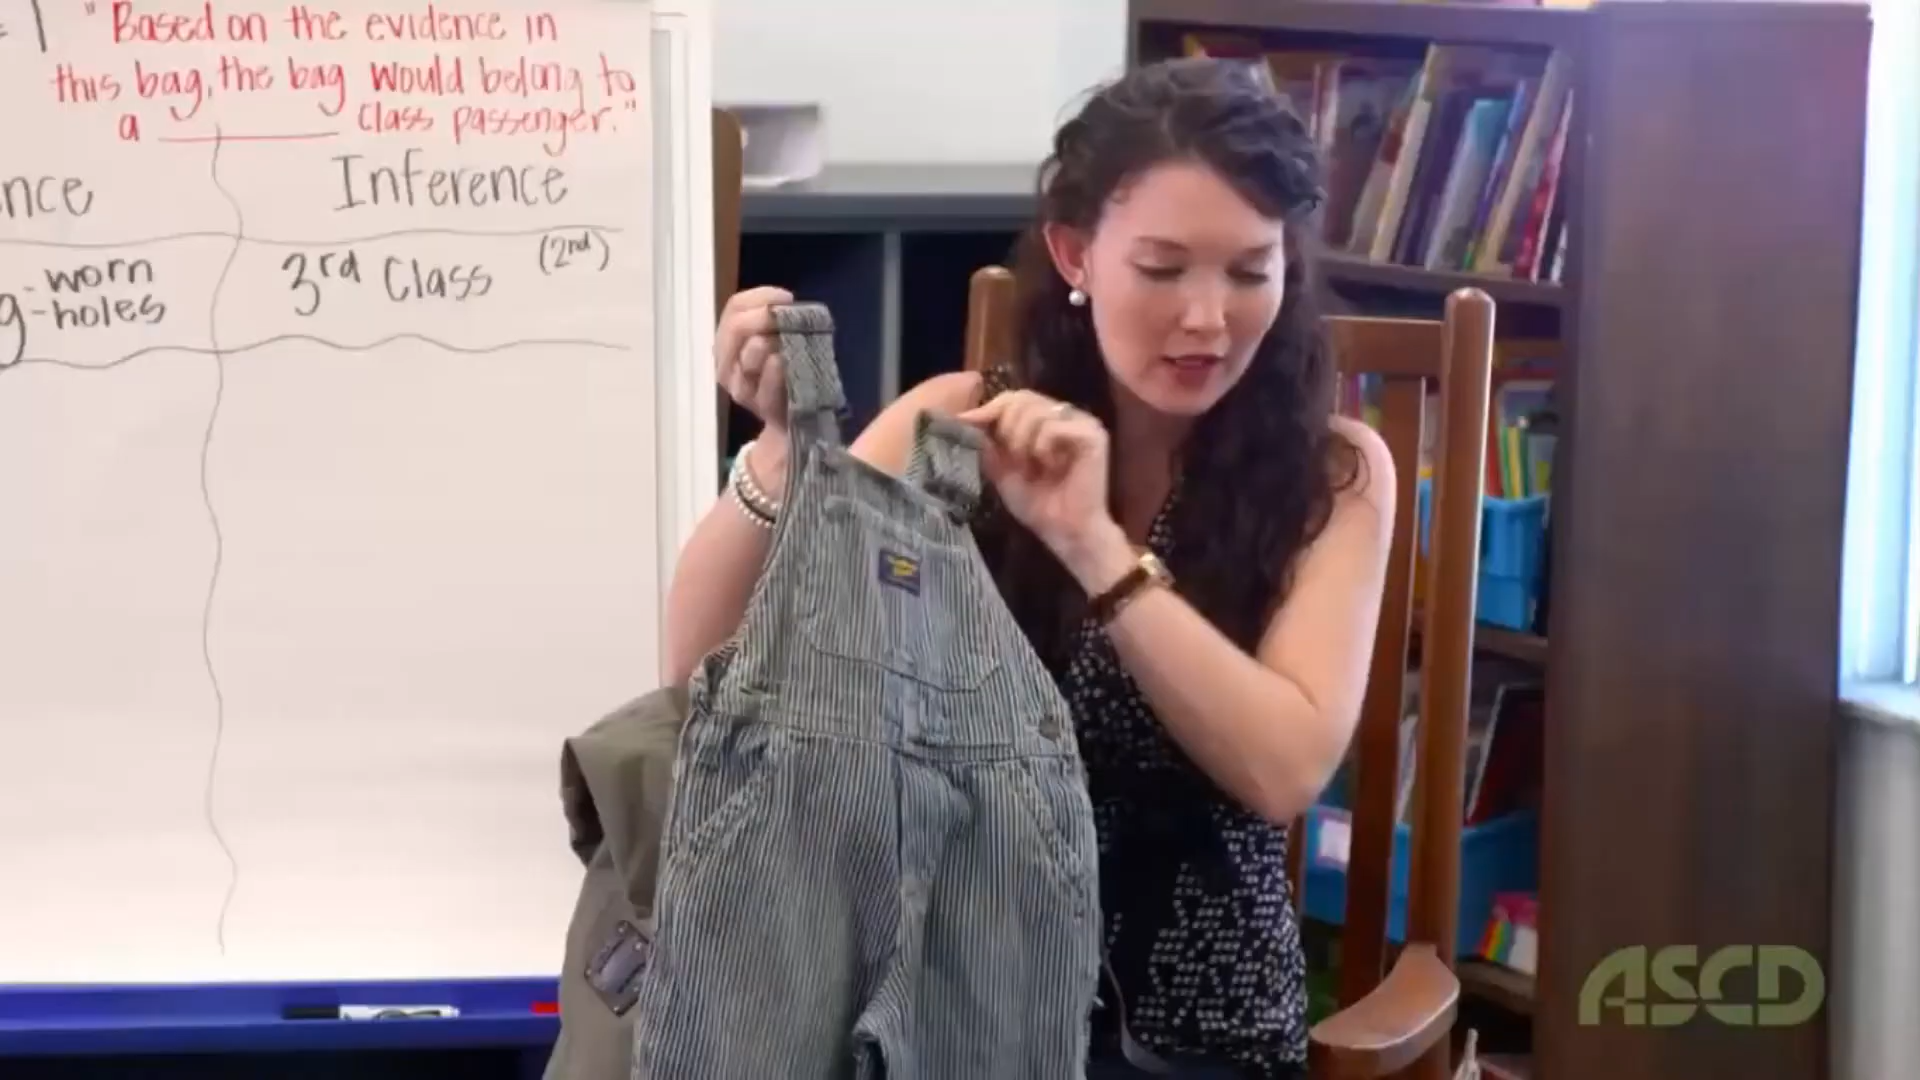 "Based on the evidence in
this bag, the bag would belong to
a ______ class passenger."
Inference
-worn
-holes
3rd Class (2nd)
ASCD